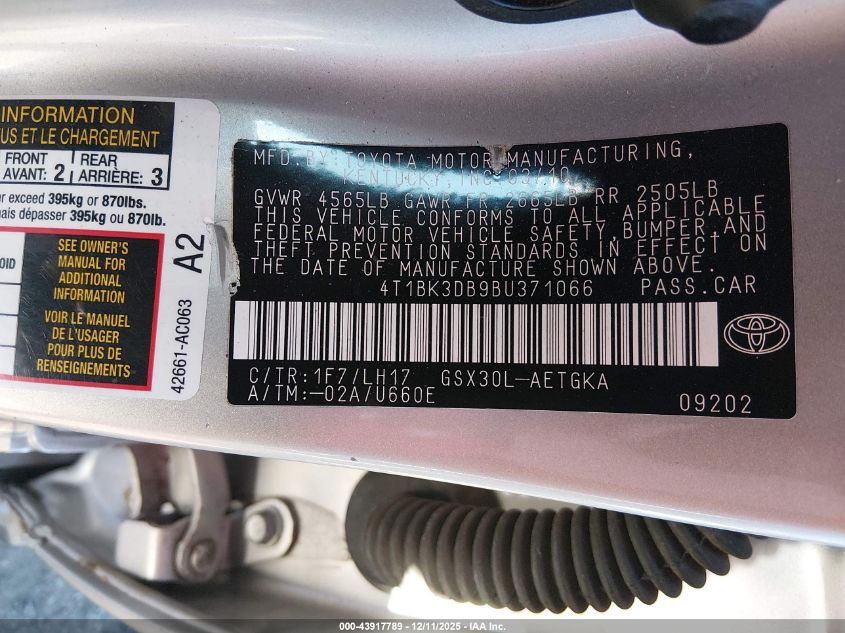 INFORMATION
US ET LE CHARGEMENT
FRONT
AVANT: 2
REAR
ARRIÈRE: 3
r exceed 395kg or 870lbs.
mais dépasser 395kg ou 870lb.
OID
SEE OWNER'S
MANUAL FOR
ADDITIONAL
INFORMATION
VOIR LE MANUEL
DE L'USAGER
POUR PLUS DE
RENSEIGNEMENTS
A2
42661-AC063
MFD. BY TOYOTA MOTOR MANUFACTURING,
KENTUCKY, INC. 03/10
GVWR 4565LB GAWR FR 2665LB RR 2505LB
THIS VEHICLE CONFORMS TO ALL APPLICABLE
FEDERAL MOTOR VEHICLE SAFETY, BUMPER, AND
THEFT PREVENTION STANDARDS IN EFFECT ON
THE DATE OF MANUFACTURE SHOWN ABOVE.
4T1BK3DB9BU371066 PASS.CAR
C/TR:1F7/LH17 GSX30L-AETGKA
A/TM:-02A/U660E
09202
TOYOTA
000-43917789 - 12/11/2025 - IAA Inc.